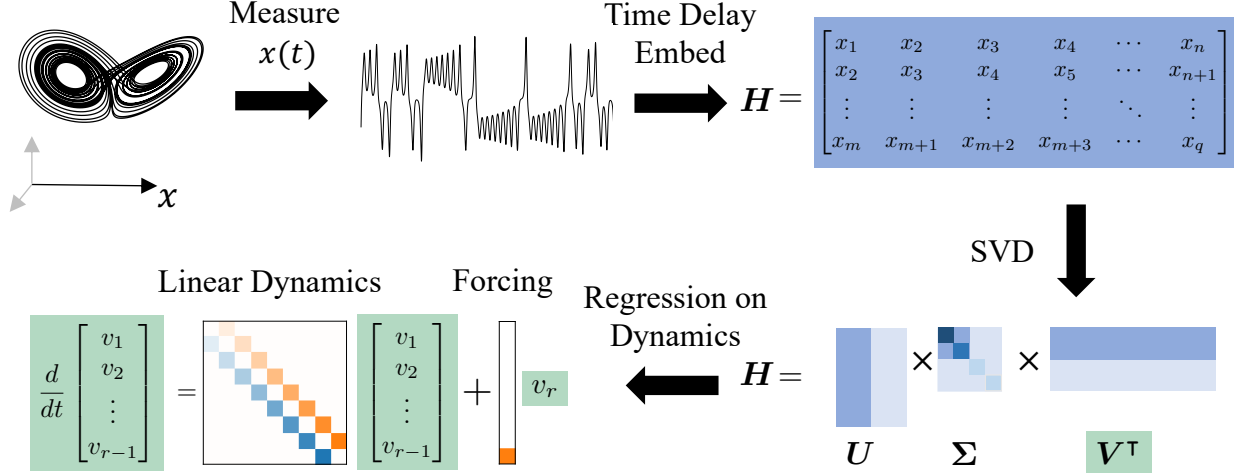 Measure
x(t)
x
Time Delay
Embed
H = [ x_1 x_2 x_3 x_4 ⋯ x_n
x_2 x_3 x_4 x_5 ⋯ x_{n+1}
⋮ ⋮ ⋮ ⋮ ⋱ ⋮
x_m x_{m+1} x_{m+2} x_{m+3} ⋯ x_q ]
SVD
H = × ×
U Σ V^⊤
Regression on
Dynamics
Linear Dynamics Forcing
d/dt [ v_1 v_2 ⋮ v_{r-1} ] = [ v_1 v_2 ⋮ v_{r-1} ] + v_r